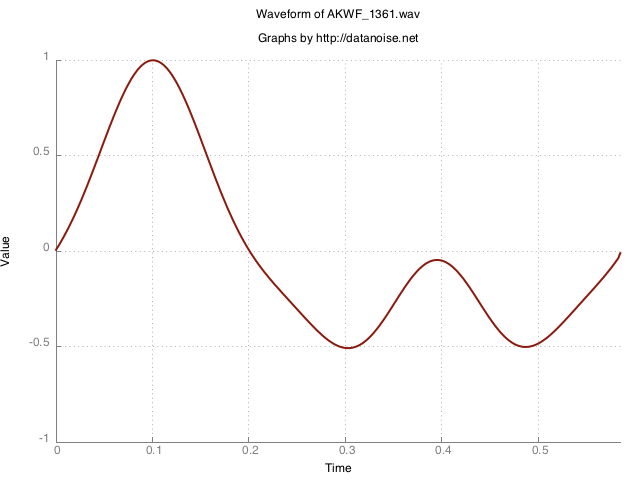 Waveform of AKWF_1361.wav
Graphs by http://datanoise.net
1
0.5
0
-0.5
-1
Value
0 0.1 0.2 0.3 0.4 0.5
Time